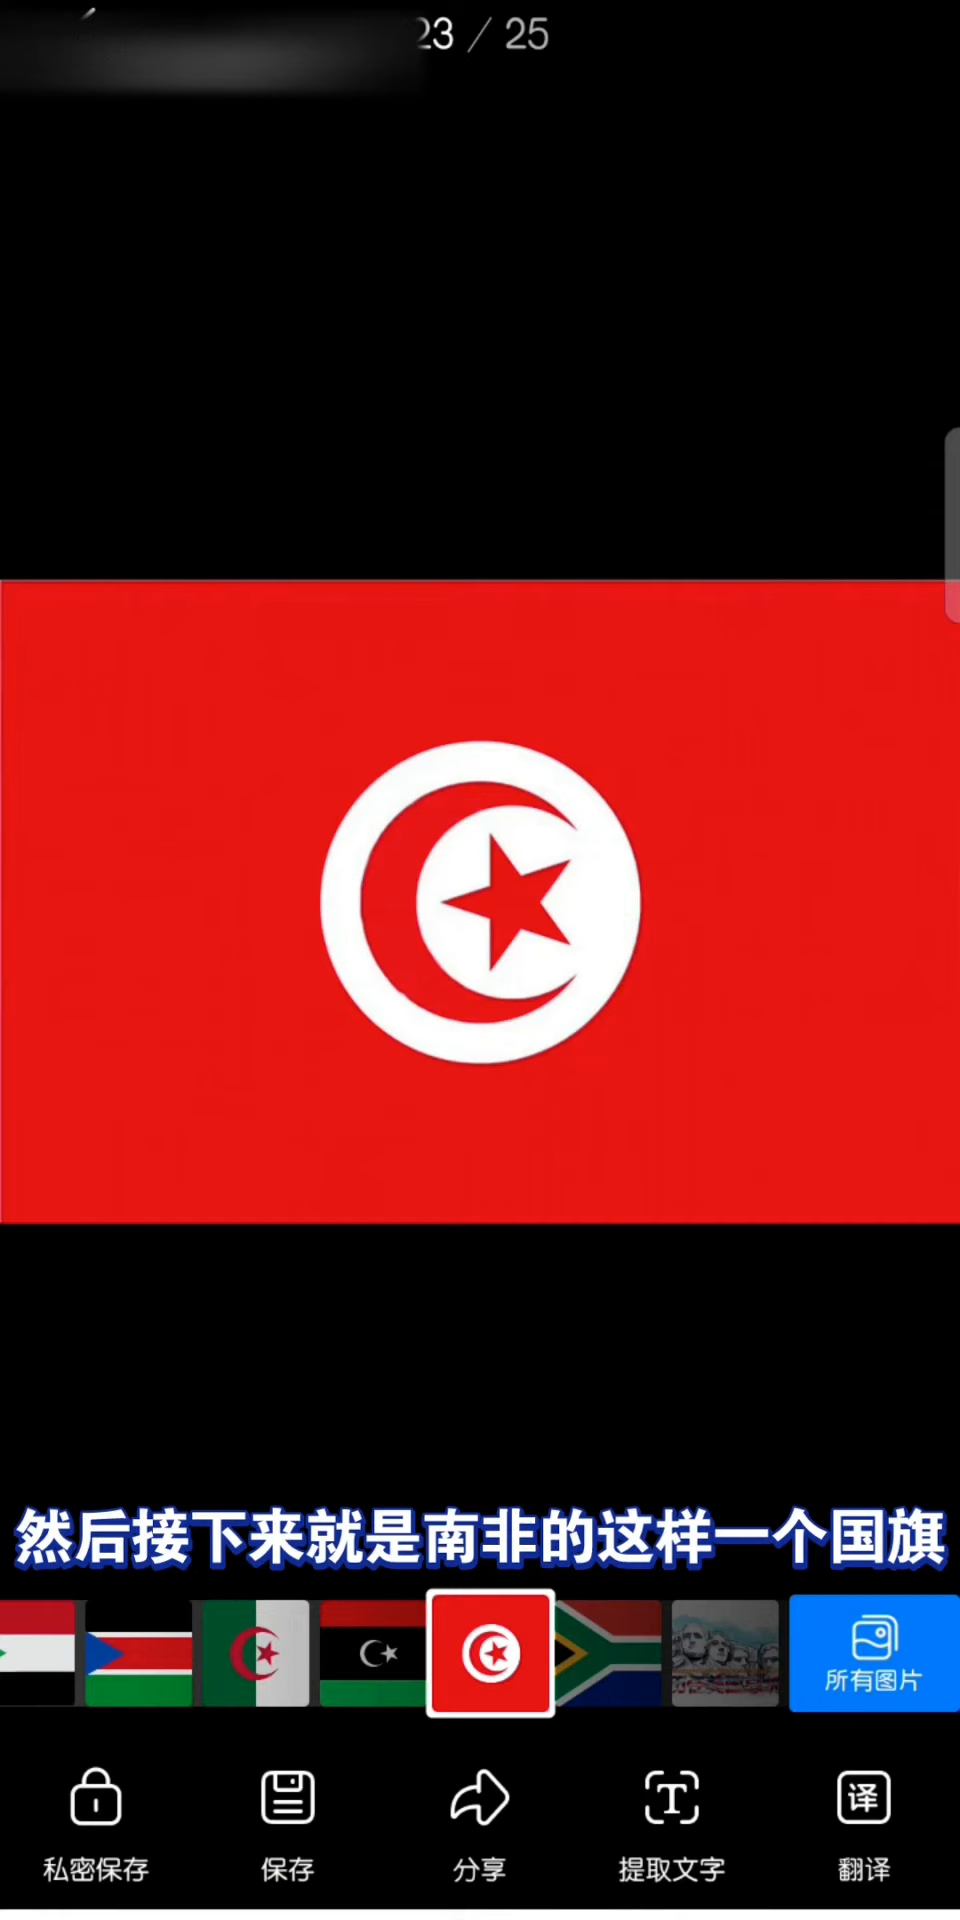 23 / 25
然后接下来就是南非的这样一个国旗
所有图片
私密保存
保存
分享
提取文字
译
翻译